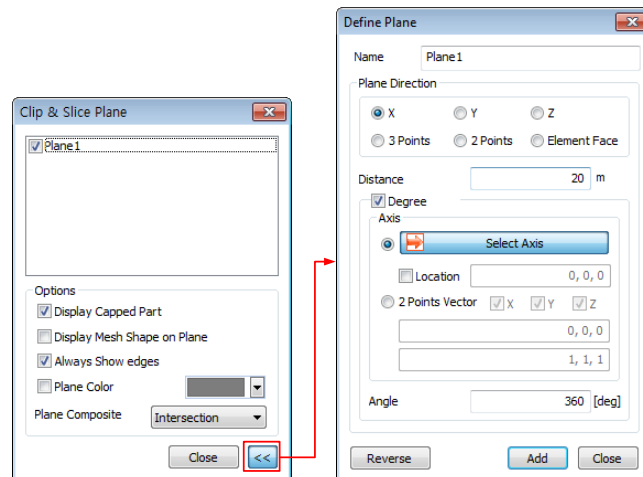 Define Plane
Name Plane1
Plane Direction
X Y Z
3 Points 2 Points Element Face
Distance 20 m
Degree
Axis
Select Axis
Location 0, 0, 0
2 Points Vector X Y Z
0, 0, 0
1, 1, 1
Angle 360 [deg]
Reverse Add Close
Clip & Slice Plane
Plane1
Options
Display Capped Part
Display Mesh Shape on Plane
Always Show edges
Plane Color
Plane Composite Intersection
Close <<